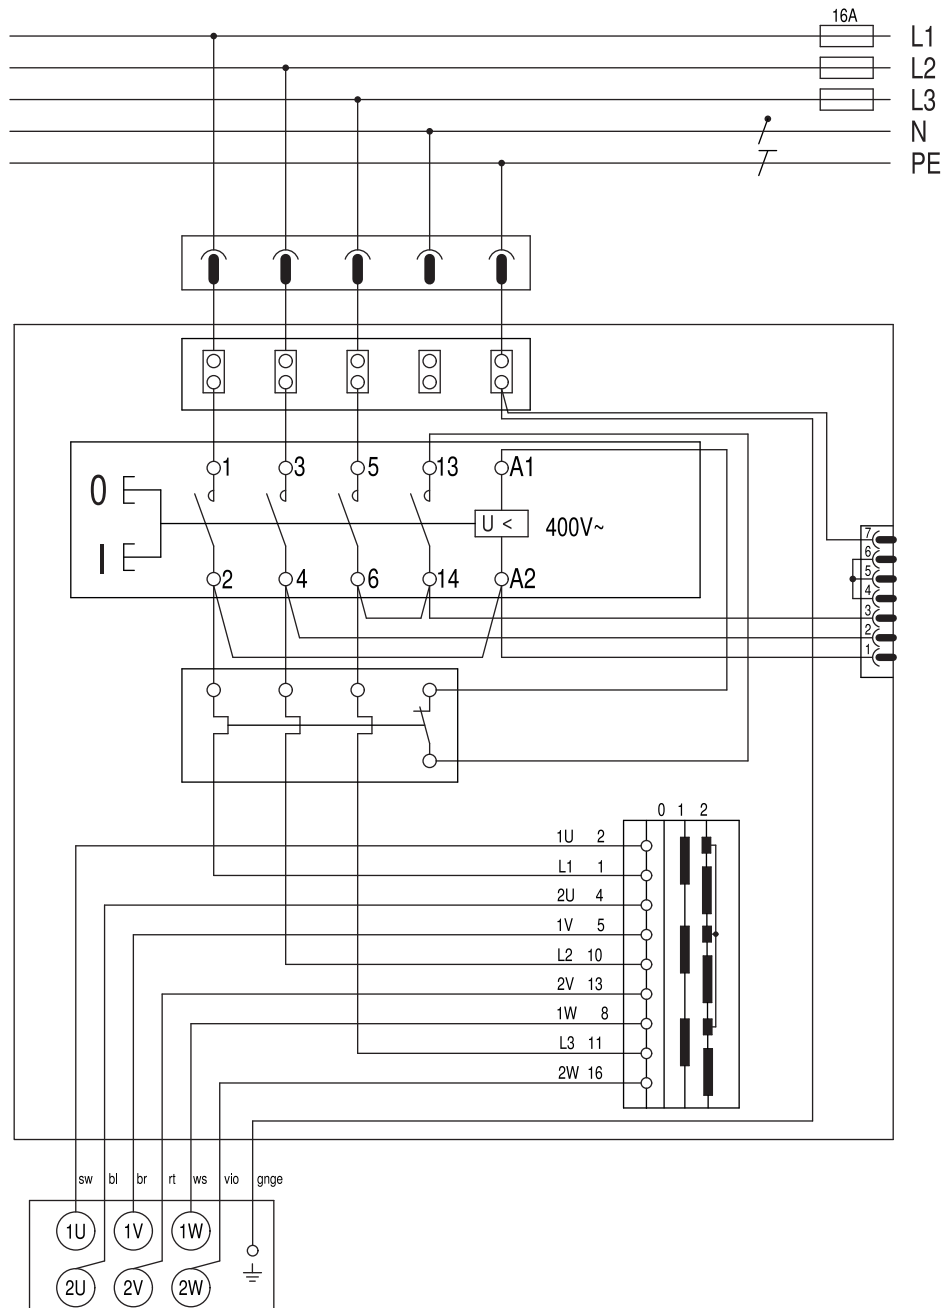 16A
L1
L2
L3
N
PE
1 3 5 13 A1
0
U < 400V~
I
2 4 6 14 A2
7
6
5
4
3
2
1
0 1 2
1U 2
L1 1
2U 4
1V 5
L2 10
2V 13
1W 8
L3 11
2W 16
sw bl br rt ws vio gnge
1U 1V 1W
2U 2V 2W